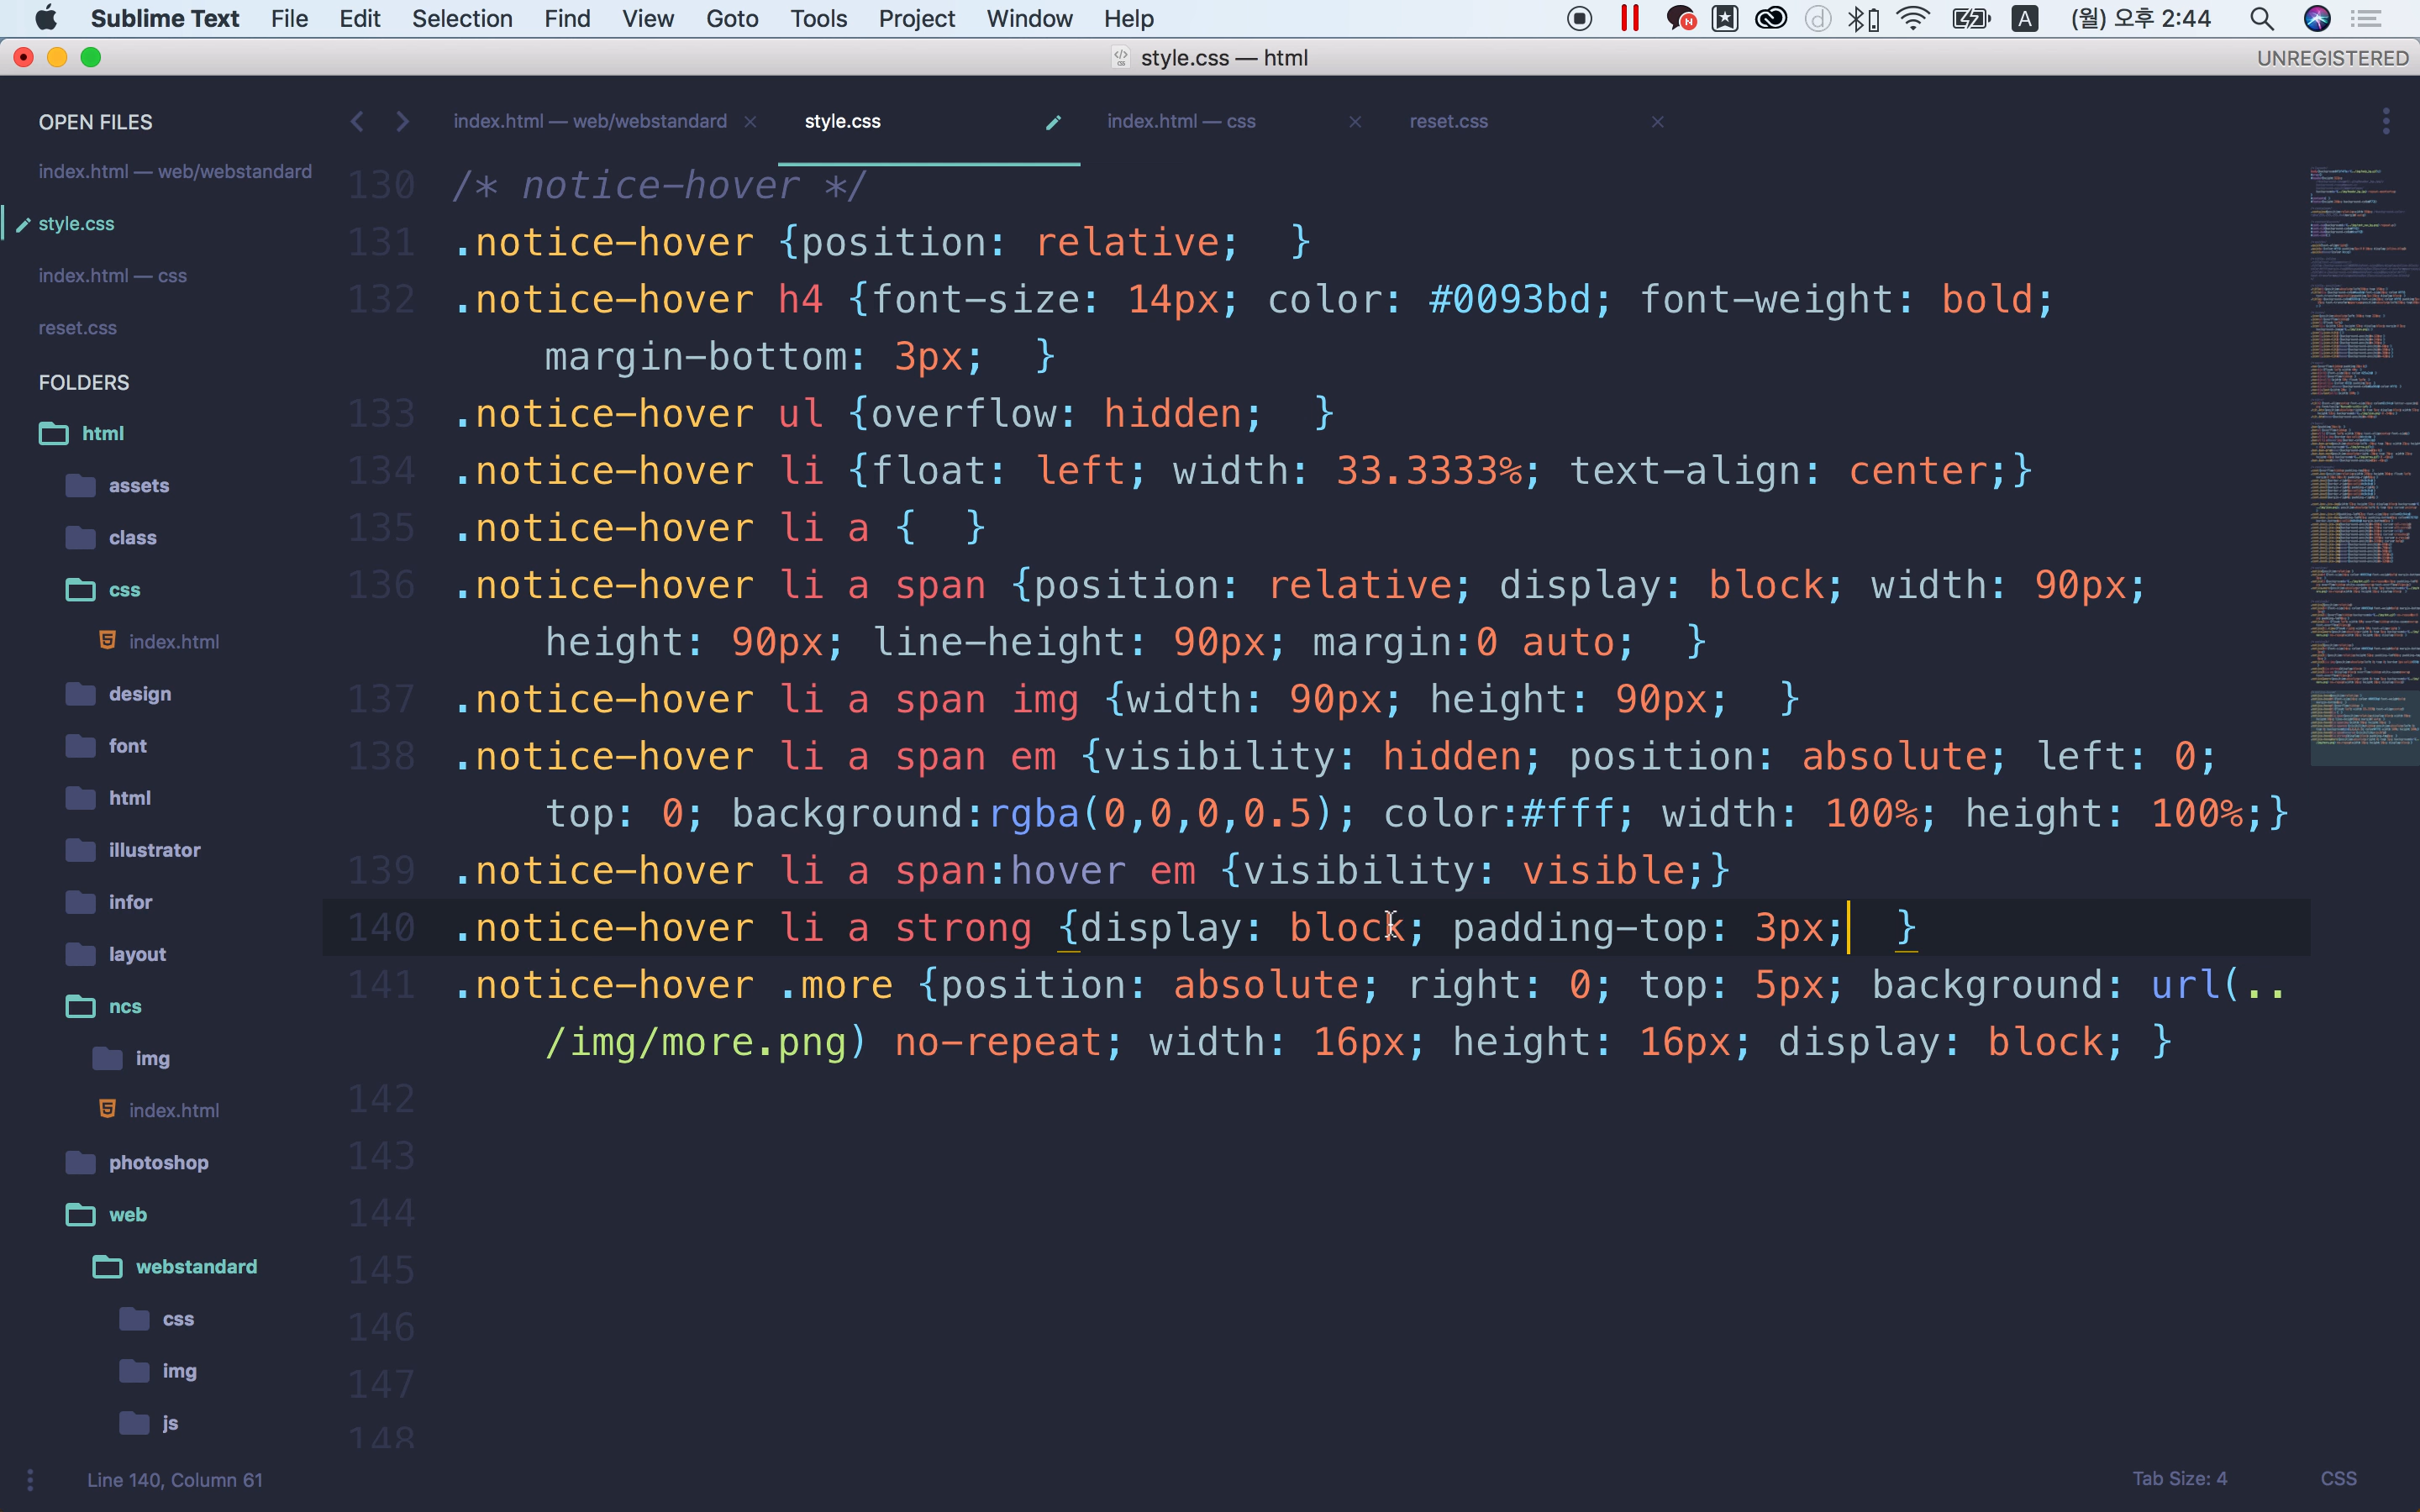 Sublime Text File Edit Selection Find View Goto Tools Project Window Help (월) 오후 2:44
style.css — html UNREGISTERED
OPEN FILES
index.html — web/webstandard
style.css
index.html — css
reset.css
FOLDERS
html
assets
class
css
index.html
design
font
html
illustrator
infor
layout
ncs
img
index.html
photoshop
web
webstandard
css
img
js
index.html — web/webstandard style.css index.html — css reset.css
130 /* notice-hover */
131 .notice-hover {position: relative;  }
132 .notice-hover h4 {font-size: 14px; color: #0093bd; font-weight: bold;
margin-bottom: 3px;  }
133 .notice-hover ul {overflow: hidden;  }
134 .notice-hover li {float: left; width: 33.3333%; text-align: center;}
135 .notice-hover li a {  }
136 .notice-hover li a span {position: relative; display: block; width: 90px;
height: 90px; line-height: 90px; margin:0 auto;  }
137 .notice-hover li a span img {width: 90px; height: 90px;  }
138 .notice-hover li a span em {visibility: hidden; position: absolute; left: 0;
top: 0; background:rgba(0,0,0,0.5); color:#fff; width: 100%; height: 100%;}
139 .notice-hover li a span:hover em {visibility: visible;}
140 .notice-hover li a strong {display: block; padding-top: 3px;  }
141 .notice-hover .more {position: absolute; right: 0; top: 5px; background: url(..
/img/more.png) no-repeat; width: 16px; height: 16px; display: block; }
142
143
144
145
146
147
148
Line 140, Column 61 Tab Size: 4 CSS